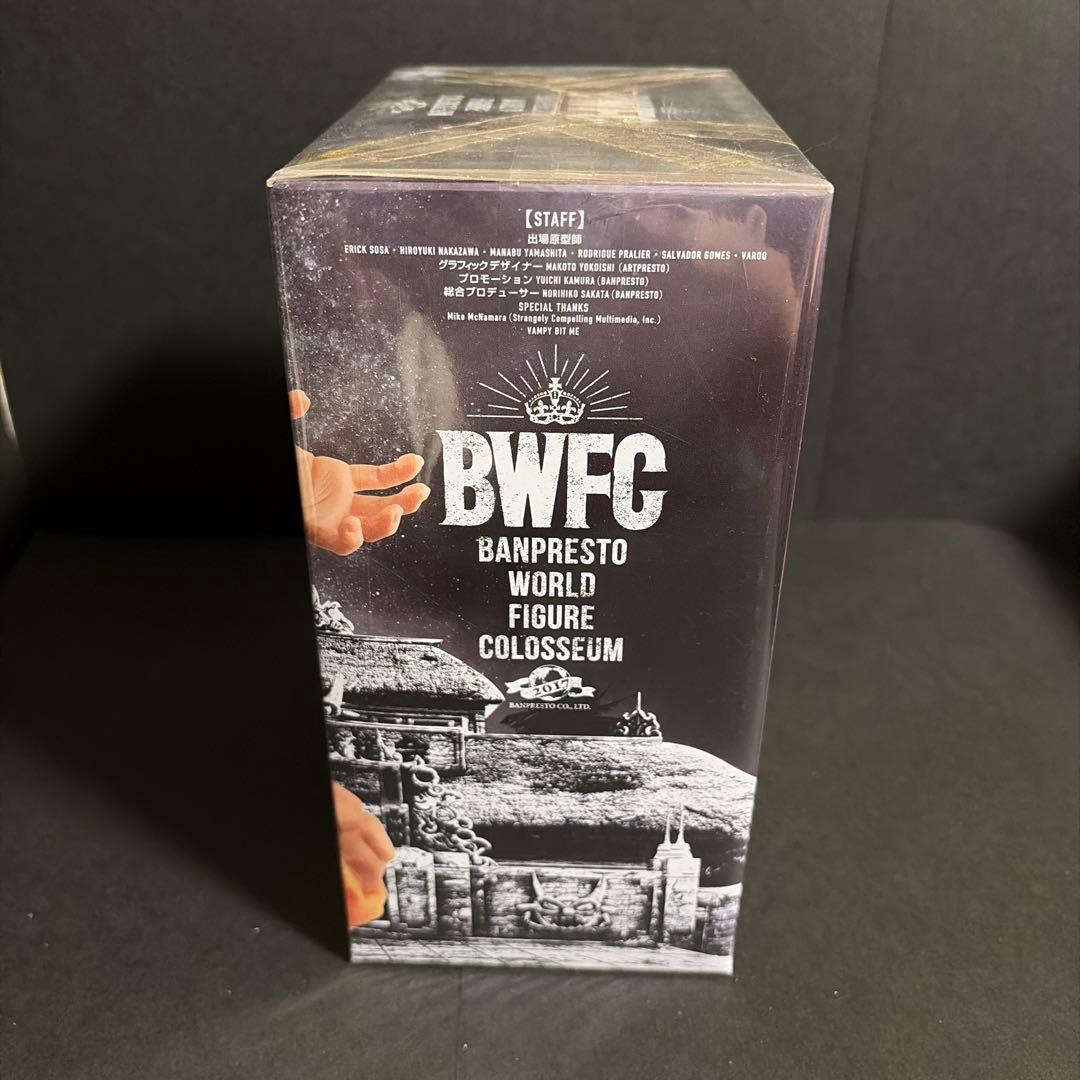 【STAFF】
出場原型師
ERICK SOSA・HIROYUKI NAKAZAWA・MANABU YAMASHITA・RODRIGUE PRALIER・SALVADOR GOMES・VAROQ
グラフィックデザイナー MAKOTO YOKOISHI (ARTPRESTO)
プロモーション YUICHI KAMURA (BANPRESTO)
総合プロデューサー NORIHIKO SAKATA (BANPRESTO)
SPECIAL THANKS
Mike McNamara (Strangely Compelling Multimedia, Inc.)
VAMPY BIT ME
BWFC
BANPRESTO
WORLD
FIGURE
COLOSSEUM
2017
BANPRESTO CO., LTD.